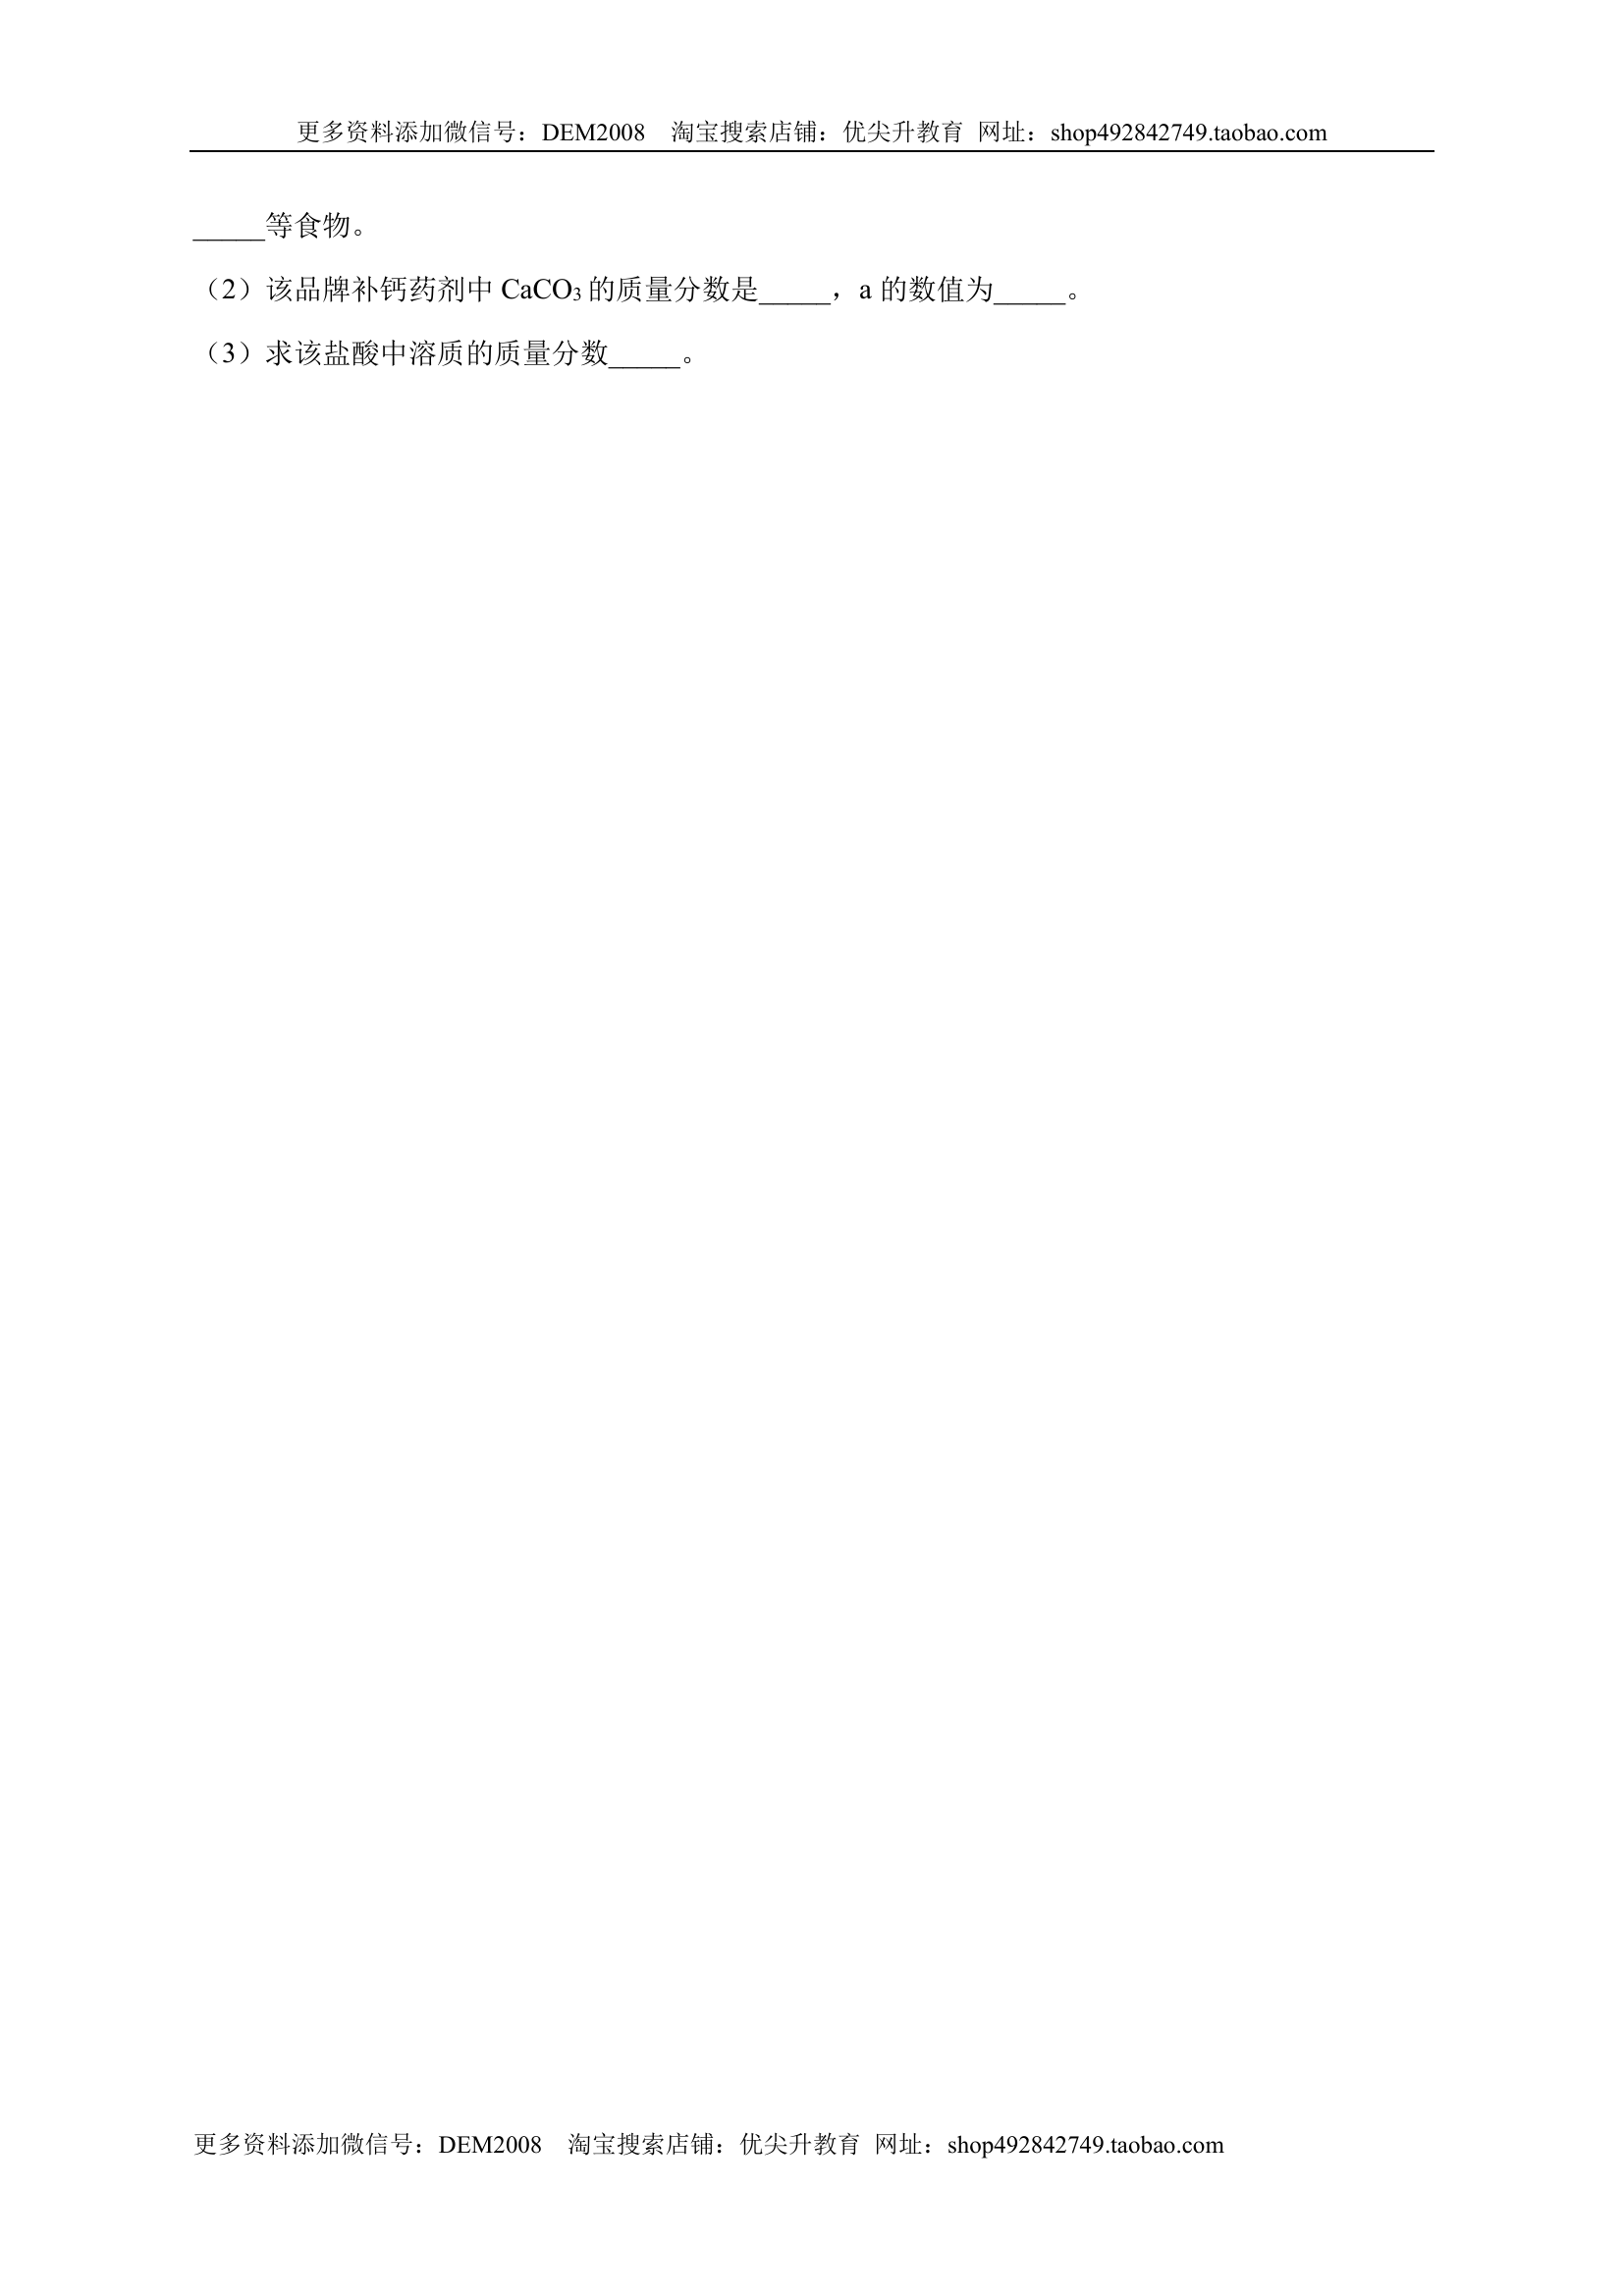 更多资料添加微信号：DEM2008 淘宝搜索店铺：优尖升教育 网址：shop492842749.taobao.com
_____等食物。
（2）该品牌补钙药剂中 CaCO₃ 的质量分数是_____，a 的数值为_____。
（3）求该盐酸中溶质的质量分数_____。
更多资料添加微信号：DEM2008 淘宝搜索店铺：优尖升教育 网址：shop492842749.taobao.com